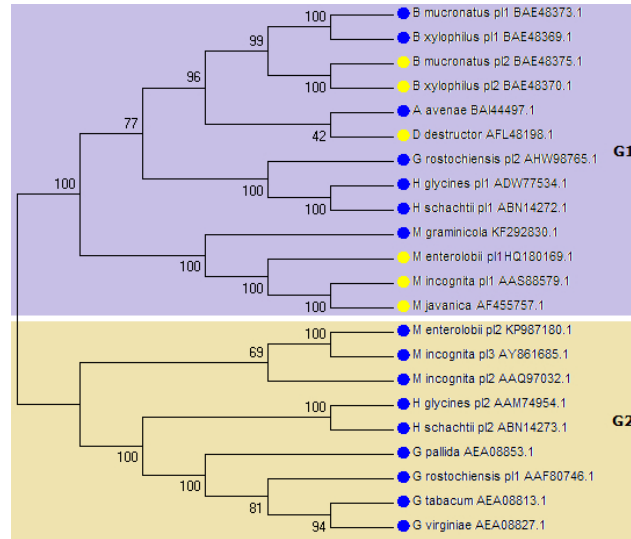 100
B mucronatus pl1 BAE48373.1
99
B xylophilus pl1 BAE48369.1
B mucronatus pl2 BAE48375.1
96
100
B xylophilus pl2 BAE48370.1
A avenae BAI44497.1
77
42
D destructor AFL48198.1
G1
G rostochiensis pl2 AHW98765.1
100
H glycines pl1 ADW77534.1
100
100
H schachtii pl1 ABN14272.1
M graminicola KF292830.1
100
M enterolobii pl1HQ180169.1
100
M incognita pl1 AAS88579.1
100
M javanica AF455757.1
100
M enterolobii pl2 KP987180.1
69
M incognita pl3 AY861685.1
M incognita pl2 AAQ97032.1
100
H glycines pl2 AAM74954.1
G2
H schachtii pl2 ABN14273.1
100
G pallida AEA08853.1
100
G rostochiensis pl1 AAF80746.1
81
G tabacum AEA08813.1
94
G virginiae AEA08827.1